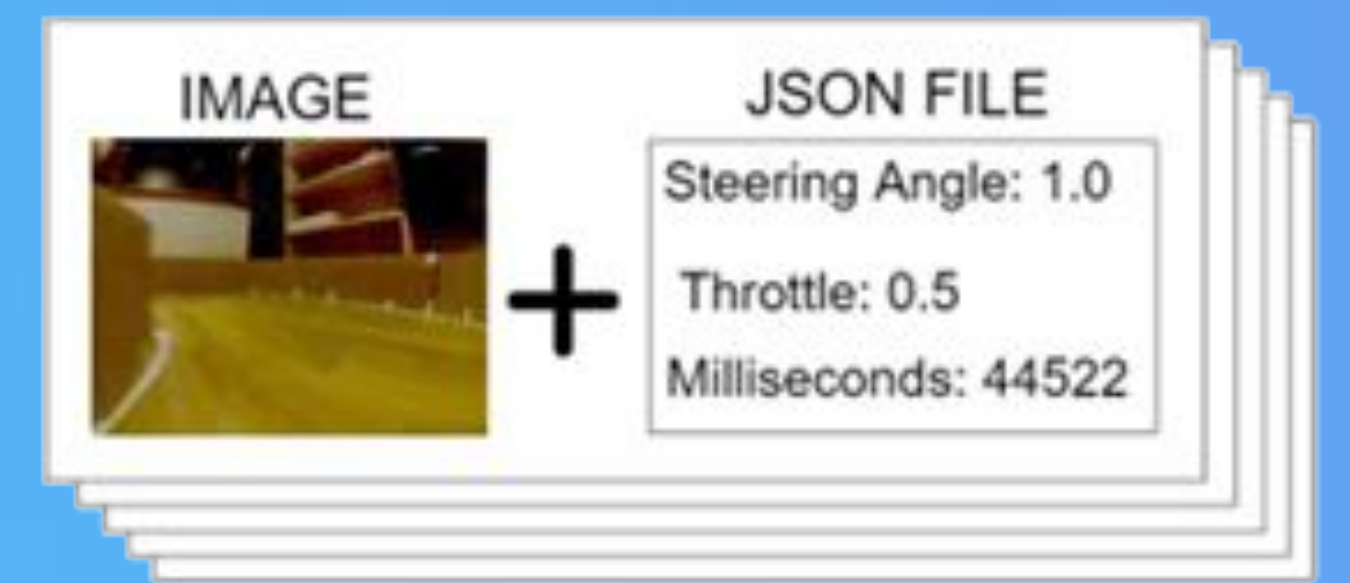 IMAGE
JSON FILE
Steering Angle: 1.0
Throttle: 0.5
Milliseconds: 44522